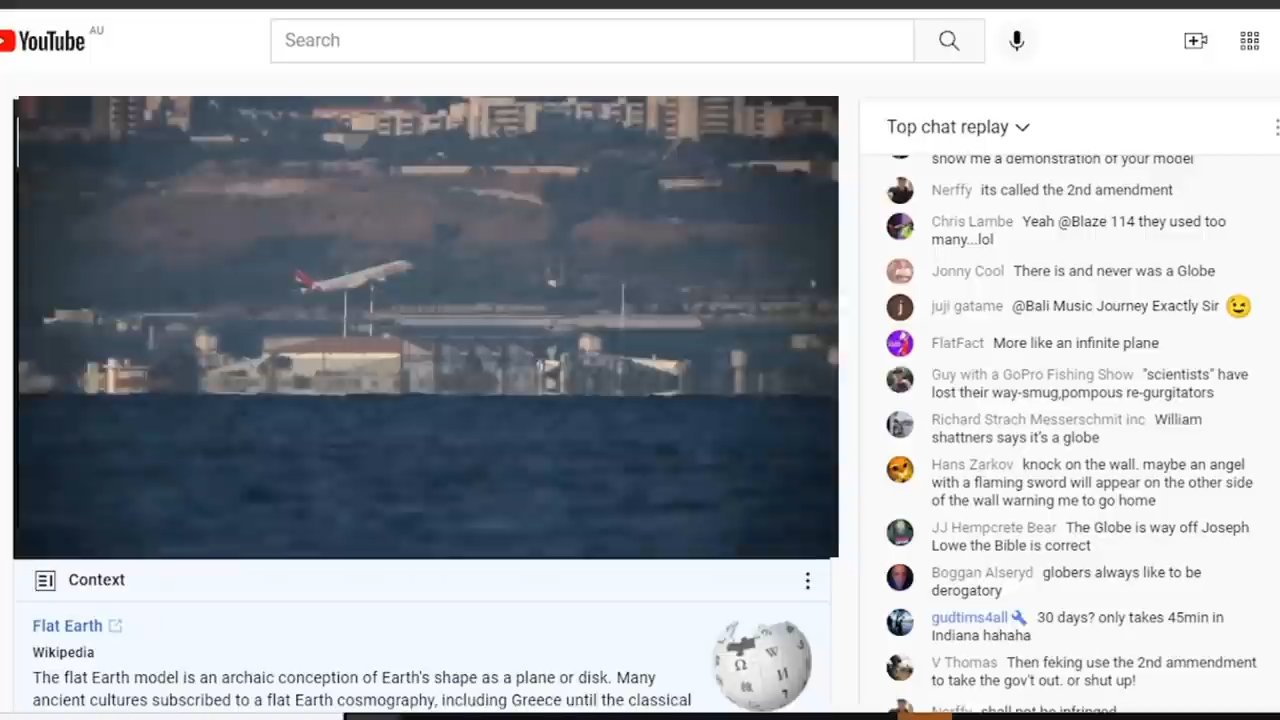 YouTube AU
Search
Top chat replay
show me a demonstration of your model
Nerffy its called the 2nd amendment
Chris Lambe Yeah @Blaze 114 they used too
many...lol
Jonny Cool There is and never was a Globe
j juji gatame @Bali Music Journey Exactly Sir 😉
FlatFact More like an infinite plane
Guy with a GoPro Fishing Show "scientists" have
lost their way-smug,pompous re-gurgitators
Richard Strach Messerschmit inc William
shattners says it's a globe
Hans Zarkov knock on the wall. maybe an angel
with a flaming sword will appear on the other side
of the wall warning me to go home
JJ Hempcrete Bear The Globe is way off Joseph
Lowe the Bible is correct
Boggan Alseryd globers always like to be
derogatory
gudtims4all 30 days? only takes 45min in
Indiana hahaha
V Thomas Then feking use the 2nd ammendment
to take the gov't out. or shut up!
Nerffy shall not be infringed
Context
Flat Earth
Wikipedia
The flat Earth model is an archaic conception of Earth's shape as a plane or disk. Many
ancient cultures subscribed to a flat Earth cosmography, including Greece until the classical